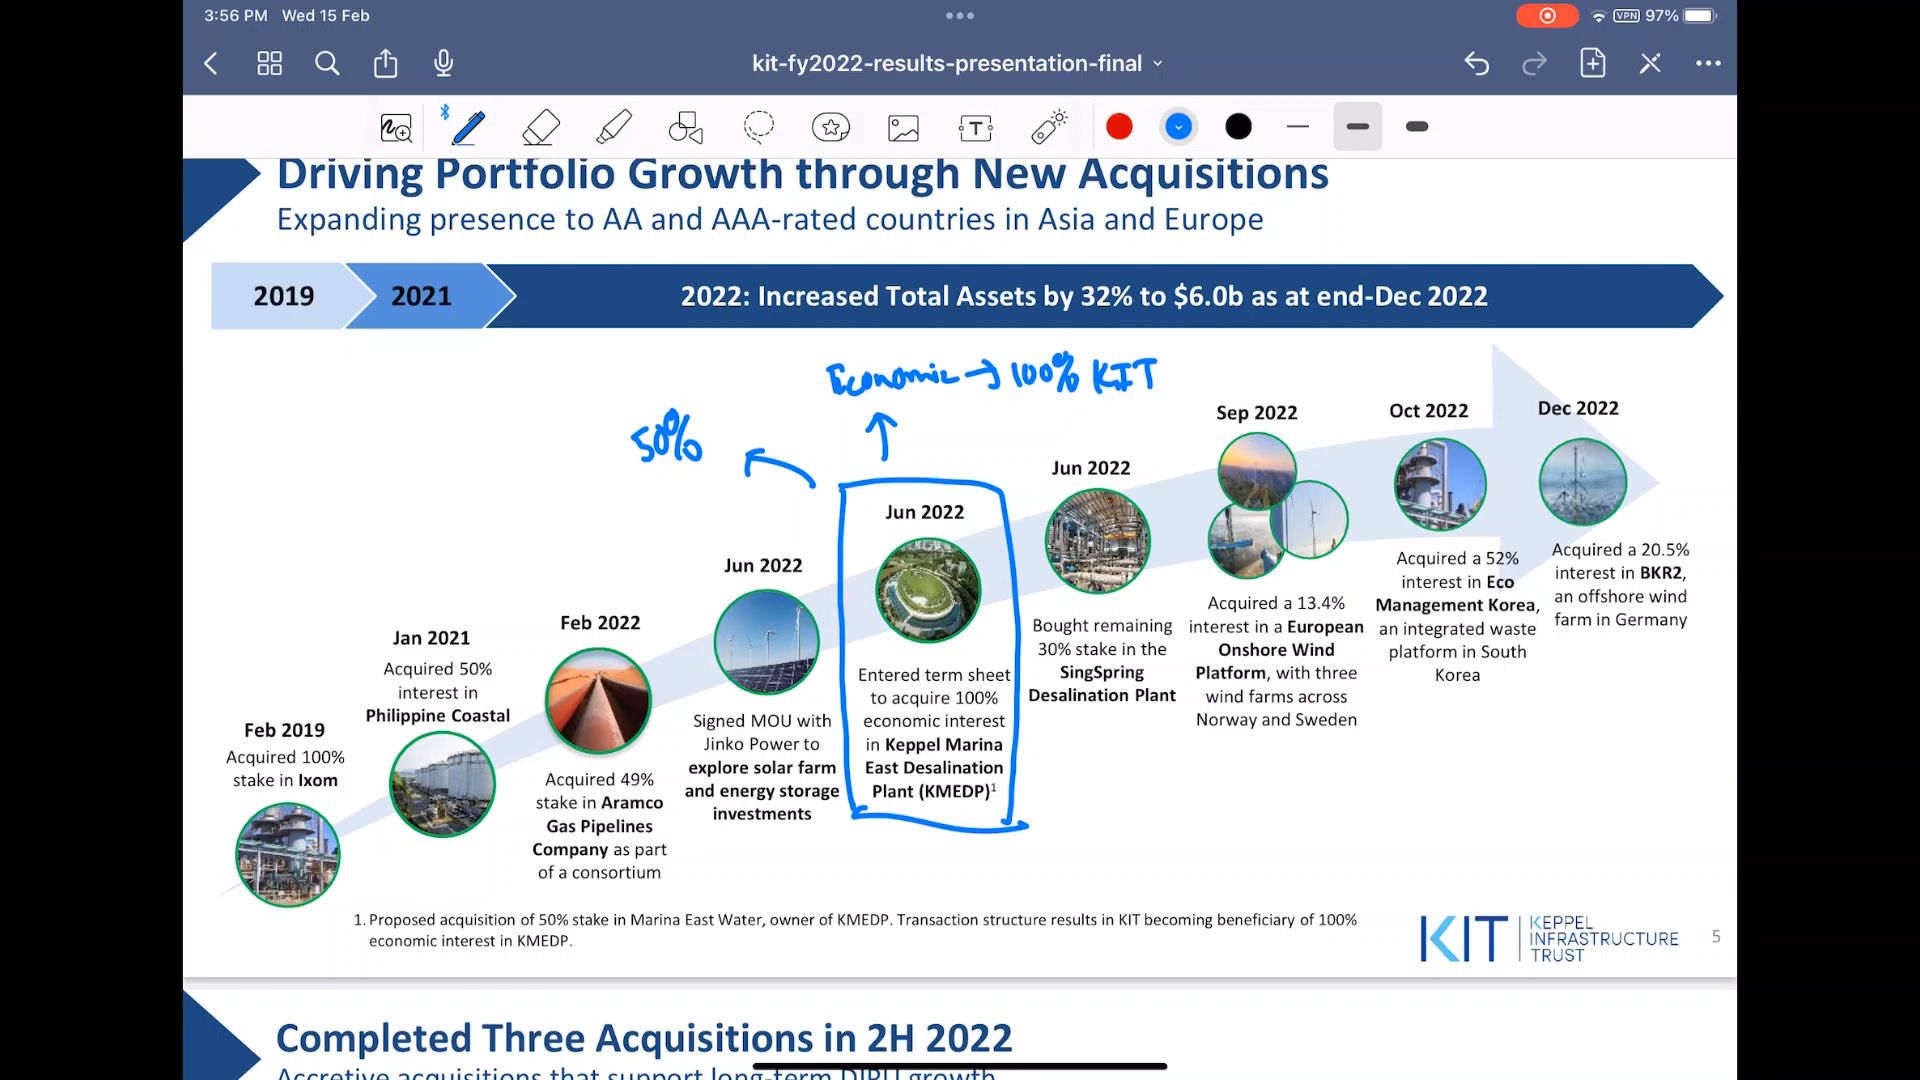 3:56 PM Wed 15 Feb
VPN 97%
kit-fy2022-results-presentation-final
T
Driving Portfolio Growth through New Acquisitions
Expanding presence to AA and AAA-rated countries in Asia and Europe
2019
2021
2022: Increased Total Assets by 32% to $6.0b as at end-Dec 2022
Economic → 100% KIT
50%
Feb 2019
Acquired 100%
stake in Ixom
Jan 2021
Acquired 50%
interest in
Philippine Coastal
Feb 2022
Acquired 49%
stake in Aramco
Gas Pipelines
Company as part
of a consortium
Jun 2022
Signed MOU with
Jinko Power to
explore solar farm
and energy storage
investments
Jun 2022
Entered term sheet
to acquire 100%
economic interest
in Keppel Marina
East Desalination
Plant (KMEDP)1
Jun 2022
Bought remaining
30% stake in the
SingSpring
Desalination Plant
Sep 2022
Acquired a 13.4%
interest in a European
Onshore Wind
Platform, with three
wind farms across
Norway and Sweden
Oct 2022
Acquired a 52%
interest in Eco
Management Korea,
an integrated waste
platform in South
Korea
Dec 2022
Acquired a 20.5%
interest in BKR2,
an offshore wind
farm in Germany
1. Proposed acquisition of 50% stake in Marina East Water, owner of KMEDP. Transaction structure results in KIT becoming beneficiary of 100%
economic interest in KMEDP.
KIT
KEPPEL
INFRASTRUCTURE
TRUST
5
Completed Three Acquisitions in 2H 2022
Accretive acquisitions that support long-term DIPU growth